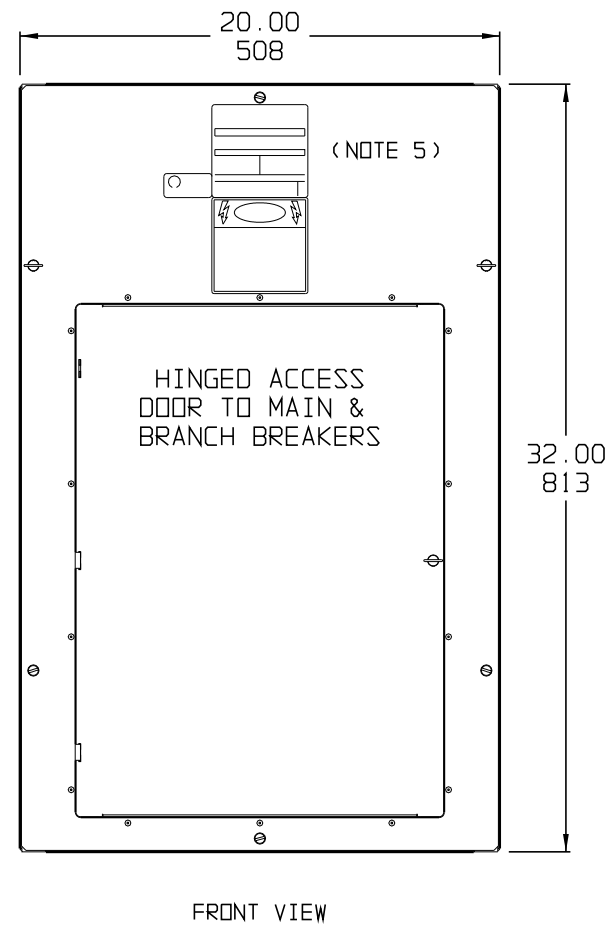 20.00
508
(NOTE 5)
HINGED ACCESS
DOOR TO MAIN &
BRANCH BREAKERS
32.00
813
FRONT VIEW